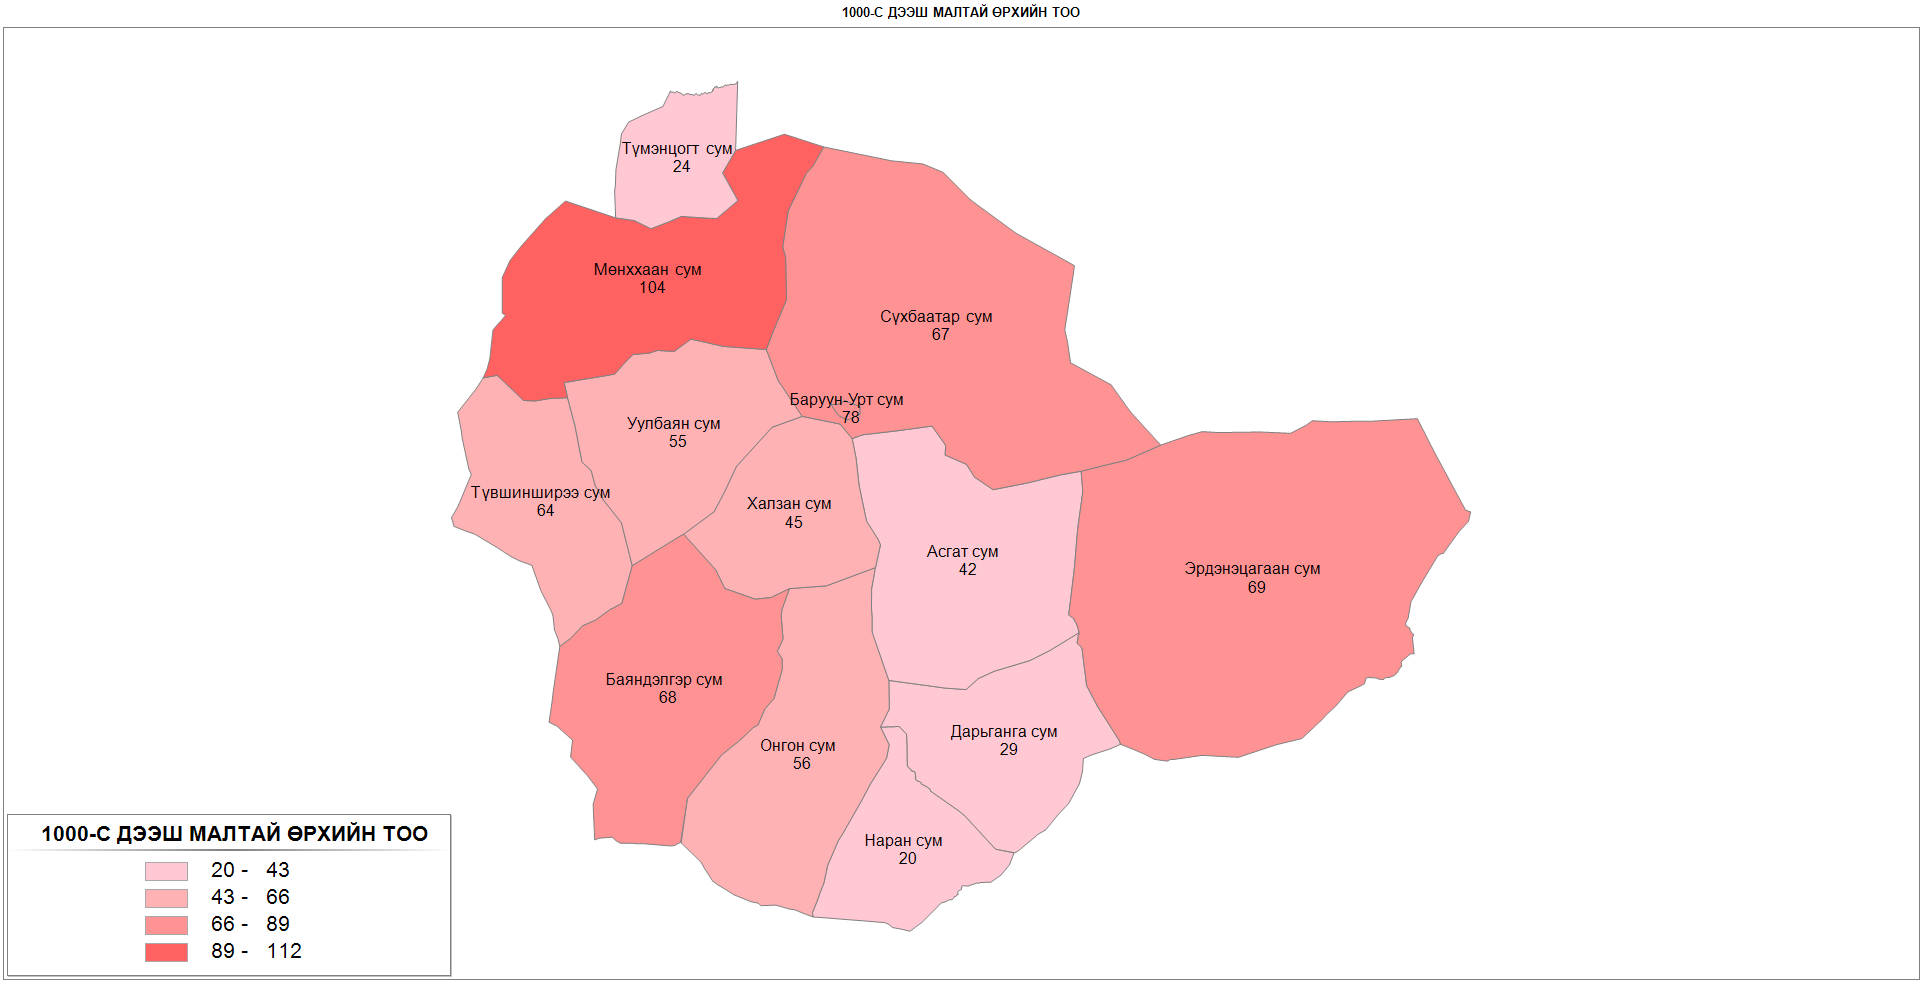 1000-С ДЭЭШ МАЛТАЙ ӨРХИЙН ТОО
Түмэнцогт сум
24
Мөнххаан сум
104
Сүхбаатар сум
67
Баруун-Урт сум
78
Уулбаян сум
55
Түвшинширээ сум
64
Халзан сум
45
Асгат сум
42
Эрдэнэцагаан сум
69
Баяндэлгэр сум
68
Онгон сум
56
Дарьганга сум
29
Наран сум
20
1000-С ДЭЭШ МАЛТАЙ ӨРХИЙН ТОО
20 - 43
43 - 66
66 - 89
89 - 112